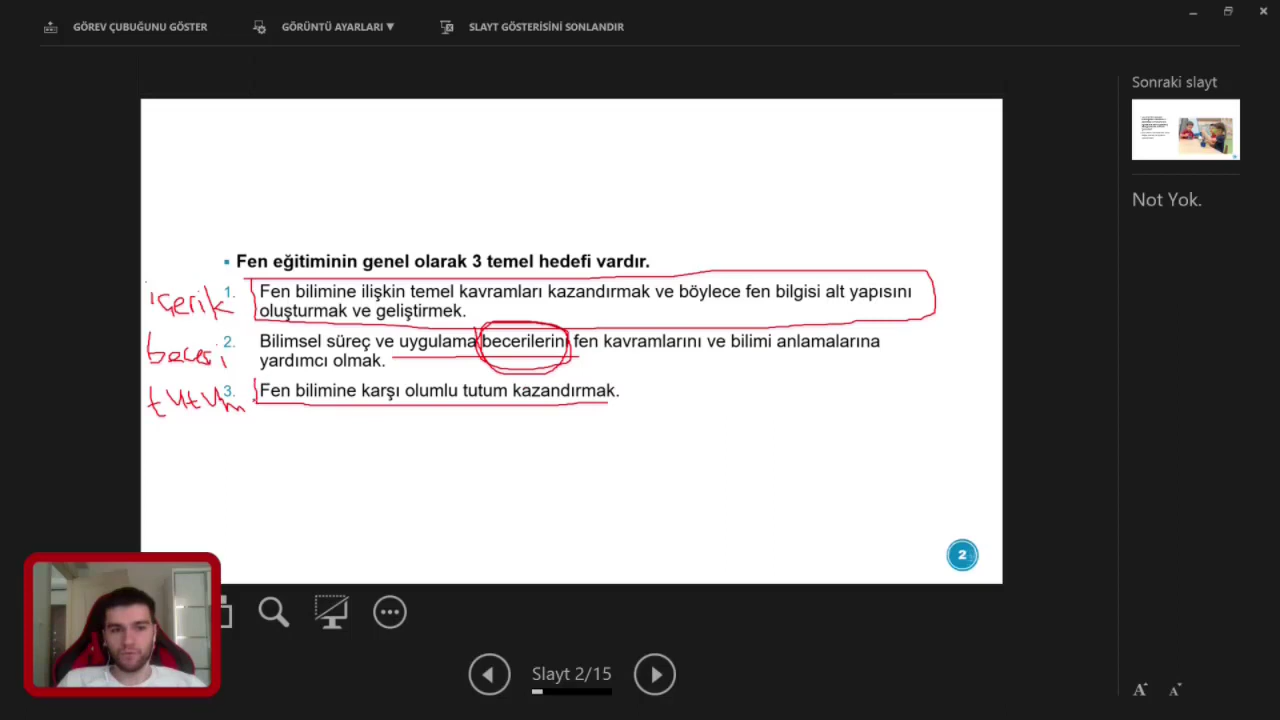 GÖREV ÇUBUĞUNU GÖSTER
GÖRÜNTÜ AYARLARI ▼
SLAYT GÖSTERİSİNİ SONLANDIR
Sonraki slayt
Not Yok.
▪ Fen eğitiminin genel olarak 3 temel hedefi vardır.
içerik
1. Fen bilimine ilişkin temel kavramları kazandırmak ve böylece fen bilgisi alt yapısını
oluşturmak ve geliştirmek.
beceri
2. Bilimsel süreç ve uygulama becerilerini fen kavramlarını ve bilimi anlamalarına
yardımcı olmak.
tutum
3. Fen bilimine karşı olumlu tutum kazandırmak.
2
Slayt 2/15
A A